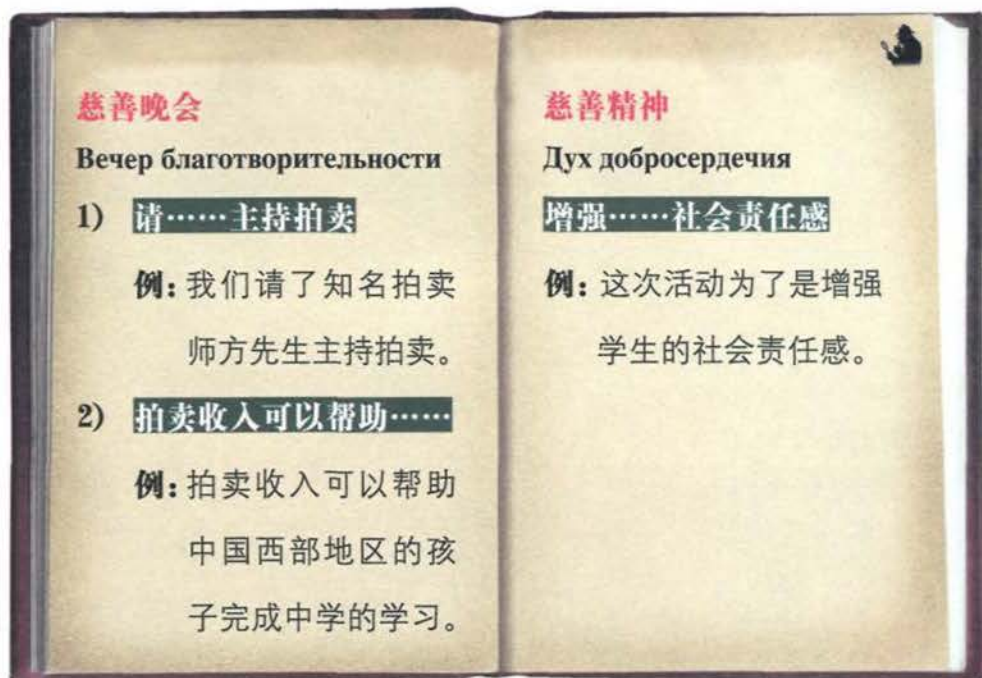 慈善晚会
Вечер благотворительности
1) 请……主持拍卖
例：我们请了知名拍卖
师方先生主持拍卖。
2) 拍卖收入可以帮助……
例：拍卖收入可以帮助
中国西部地区的孩
子完成中学的学习。
慈善精神
Дух добросердечия
增强……社会责任感
例：这次活动为了是增强
学生的社会责任感。